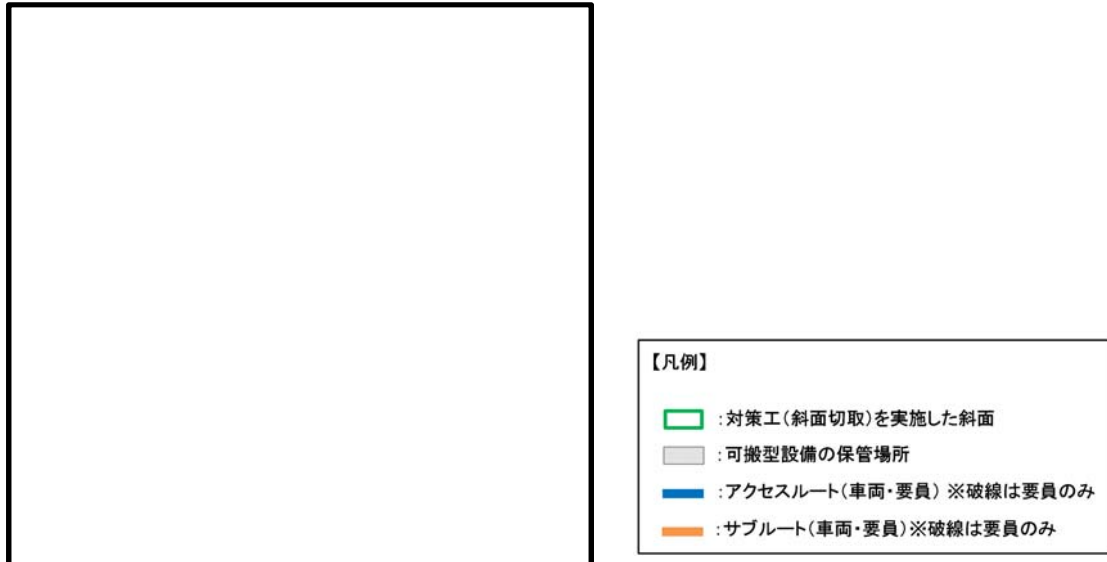 【凡例】
:対策工(斜面切取)を実施した斜面
:可搬型設備の保管場所
:アクセスルート(車両・要員) ※破線は要員のみ
:サブルート(車両・要員)※破線は要員のみ